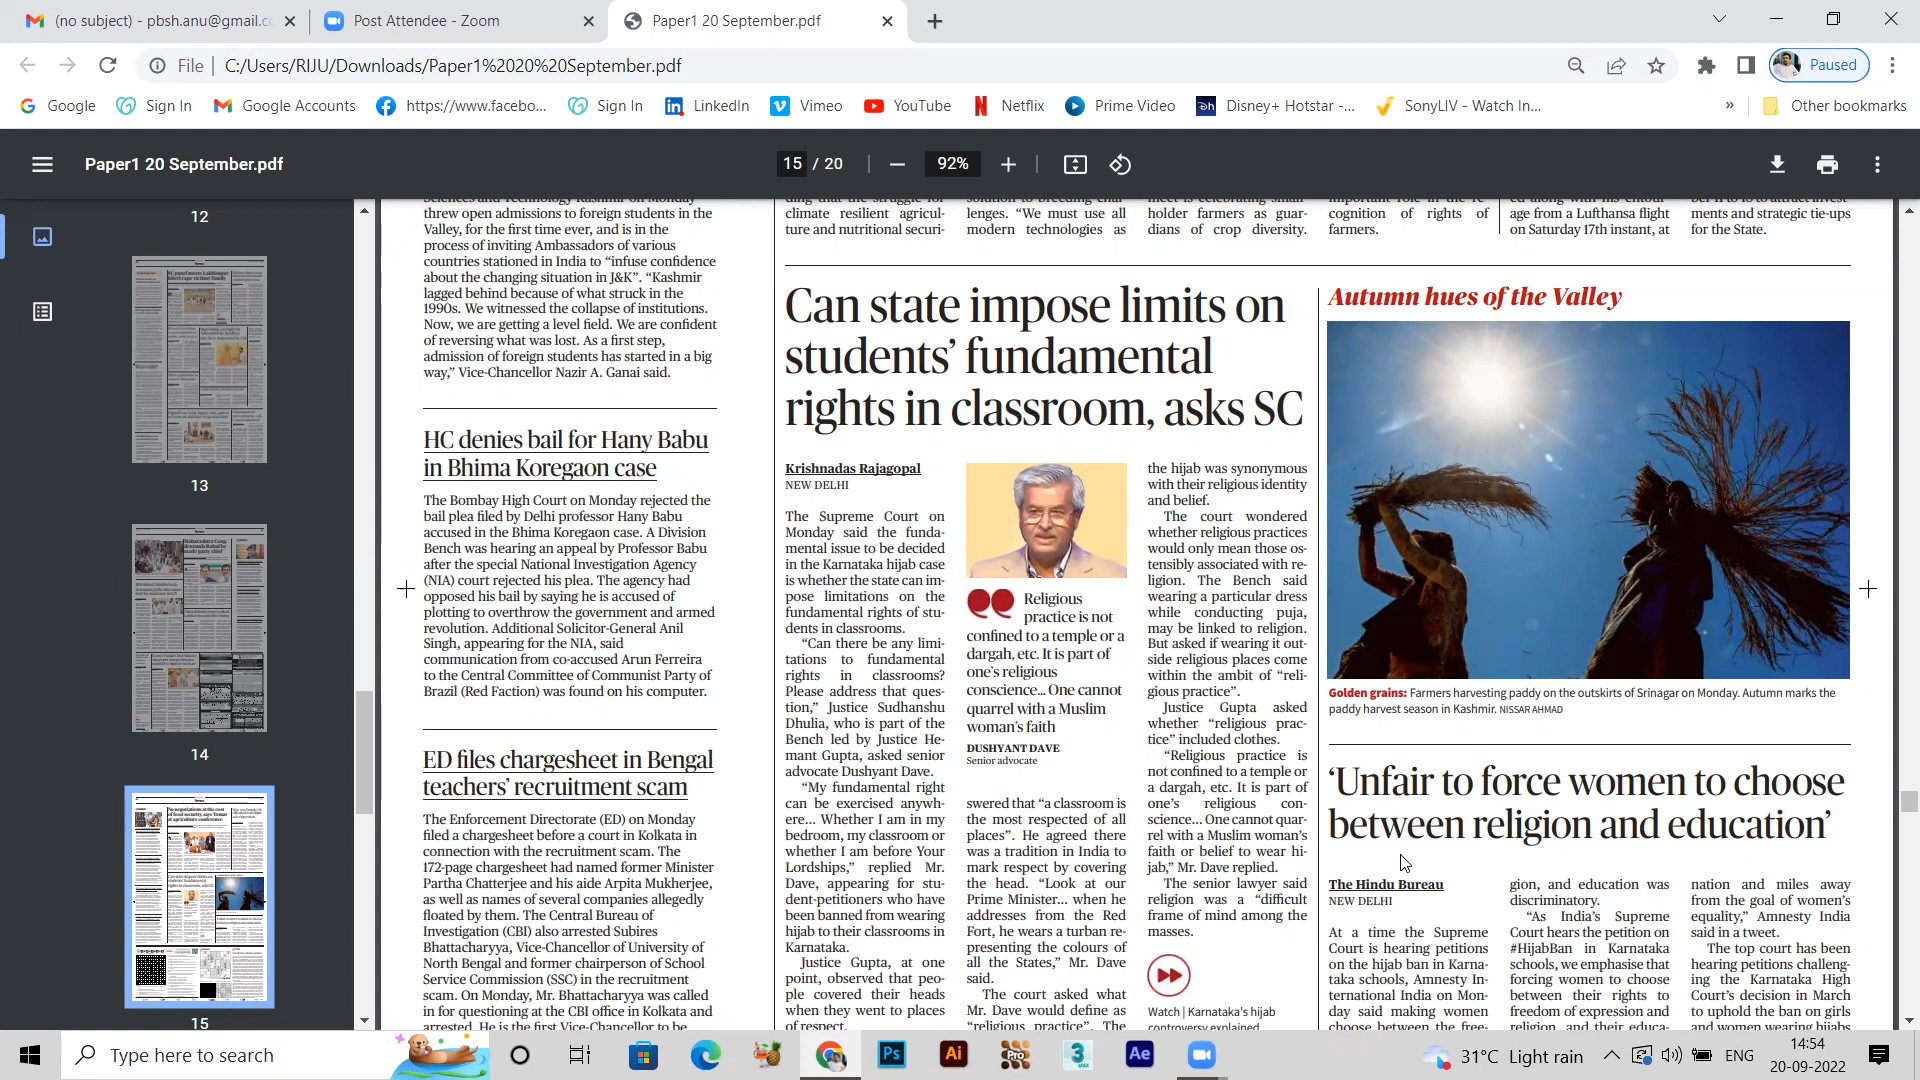 (no subject) - pbsh.anu@gmail.c
Post Attendee - Zoom
Paper1 20 September.pdf
File
C:/Users/RIJU/Downloads/Paper1%2020%20September.pdf
Paused
Google
Sign In
Google Accounts
https://www.facebo...
Sign In
LinkedIn
Vimeo
YouTube
Netflix
Prime Video
Disney+ Hotstar -...
SonyLIV - Watch In...
»
Other bookmarks
Paper1 20 September.pdf
15 / 20
92%
12
13
14
15
Sciences and Technology Kashmir on Monday
threw open admissions to foreign students in the
Valley, for the first time ever, and is in the
process of inviting Ambassadors of various
countries stationed in India to “infuse confidence
about the changing situation in J&K”. “Kashmir
lagged behind because of what struck in the
1990s. We witnessed the collapse of institutions.
Now, we are getting a level field. We are confident
of reversing what was lost. As a first step,
admission of foreign students has started in a big
way,” Vice-Chancellor Nazir A. Ganai said.
HC denies bail for Hany Babu
in Bhima Koregaon case
The Bombay High Court on Monday rejected the
bail plea filed by Delhi professor Hany Babu
accused in the Bhima Koregaon case. A Division
Bench was hearing an appeal by Professor Babu
after the special National Investigation Agency
(NIA) court rejected his plea. The agency had
opposed his bail by saying he is accused of
plotting to overthrow the government and armed
revolution. Additional Solicitor-General Anil
Singh, appearing for the NIA, said
communication from co-accused Arun Ferreira
to the Central Committee of Communist Party of
Brazil (Red Faction) was found on his computer.
ED files chargesheet in Bengal
teachers’ recruitment scam
The Enforcement Directorate (ED) on Monday
filed a chargesheet before a court in Kolkata in
connection with the recruitment scam. The
172-page chargesheet had named former Minister
Partha Chatterjee and his aide Arpita Mukherjee,
as well as names of several companies allegedly
floated by them. The Central Bureau of
Investigation (CBI) also arrested Subires
Bhattacharyya, Vice-Chancellor of University of
North Bengal and former chairperson of School
Service Commission (SSC) in the recruitment
scam. On Monday, Mr. Bhattacharyya was called
in for questioning at the CBI office in Kolkata and
arrested. He is the first Vice-Chancellor to be
climate resilient agricul-
ture and nutritional securi-
lenges. “We must use all
modern technologies as
holder farmers as guar-
dians of crop diversity.
cognition of rights of
farmers.
age from a Lufthansa flight
on Saturday 17th instant, at
ments and strategic tie-ups
for the State.
Can state impose limits on
students’ fundamental
rights in classroom, asks SC
Krishnadas Rajagopal
NEW DELHI
The Supreme Court on
Monday said the funda-
mental issue to be decided
in the Karnataka hijab case
is whether the state can im-
pose limitations on the
fundamental rights of stu-
dents in classrooms.
“Can there be any limi-
tations to fundamental
rights in classrooms?
Please address that ques-
tion,” Justice Sudhanshu
Dhulia, who is part of the
Bench led by Justice He-
mant Gupta, asked senior
advocate Dushyant Dave.
“My fundamental right
can be exercised anywh-
ere... Whether I am in my
bedroom, my classroom or
whether I am before Your
Lordships,” replied Mr.
Dave, appearing for stu-
dent-petitioners who have
been banned from wearing
hijab to their classrooms in
Karnataka.
Justice Gupta, at one
point, observed that peo-
ple covered their heads
when they went to places
of respect.
Religious
practice is not
confined to a temple or a
dargah, etc. It is part of
one’s religious
conscience... One cannot
quarrel with a Muslim
woman’s faith
DUSHYANT DAVE
Senior advocate
swered that “a classroom is
the most respected of all
places”. He agreed there
was a tradition in India to
mark respect by covering
the head. “Look at our
Prime Minister... when he
addresses from the Red
Fort, he wears a turban re-
presenting the colours of
all the States,” Mr. Dave
said.
The court asked what
Mr. Dave would define as
“religious practice”. The
the hijab was synonymous
with their religious identity
and belief.
The court wondered
whether religious practices
would only mean those os-
tensibly associated with re-
ligion. The Bench said
wearing a particular dress
while conducting puja,
may be linked to religion.
But asked if wearing it out-
side religious places come
within the ambit of “reli-
gious practice”.
Justice Gupta asked
whether “religious prac-
tice” included clothes.
“Religious practice is
not confined to a temple or
a dargah, etc. It is part of
one’s religious con-
science... One cannot quar-
rel with a Muslim woman’s
faith or belief to wear hi-
jab,” Mr. Dave replied.
The senior lawyer said
religion was a “difficult
frame of mind among the
masses.
Watch | Karnataka's hijab
controversy explained
Autumn hues of the Valley
Golden grains: Farmers harvesting paddy on the outskirts of Srinagar on Monday. Autumn marks the
paddy harvest season in Kashmir. NISSAR AHMAD
‘Unfair to force women to choose
between religion and education’
The Hindu Bureau
NEW DELHI
At a time the Supreme
Court is hearing petitions
on the hijab ban in Karna-
taka schools, Amnesty In-
ternational India on Mon-
day said making women
choose between the free-
gion, and education was
discriminatory.
“As India’s Supreme
Court hears the petition on
#HijabBan in Karnataka
schools, we emphasise that
forcing women to choose
between their rights to
freedom of expression and
religion, and their educa-
nation and miles away
from the goal of women’s
equality,” Amnesty India
said in a tweet.
The top court has been
hearing petitions challeng-
ing the Karnataka High
Court’s decision in March
to uphold the ban on girls
and women wearing hijabs
Type here to search
31°C Light rain
ENG
14:54
20-09-2022